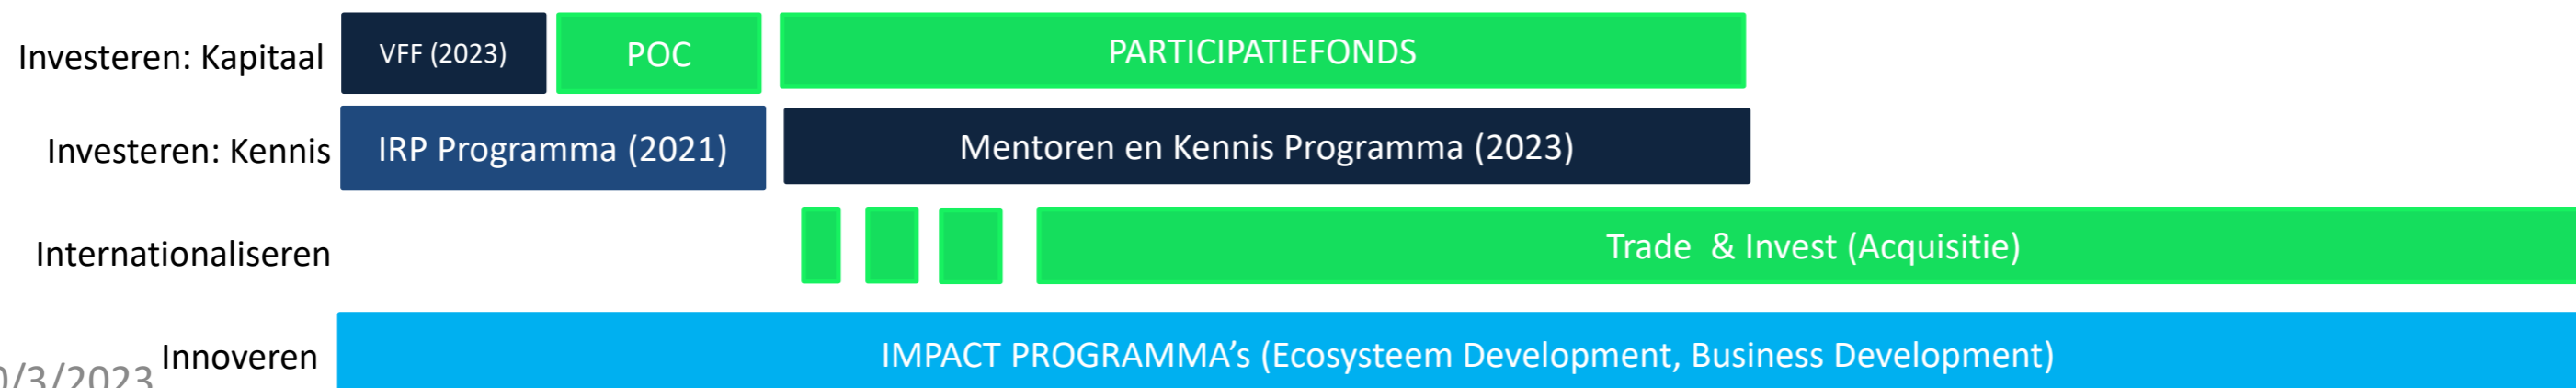 Investeren: Kapitaal VFF (2023) POC PARTICIPATIEFONDS
Investeren: Kennis IRP Programma (2021) Mentoren en Kennis Programma (2023)
Internationaliseren Trade & Invest (Acquisitie)
Innoveren IMPACT PROGRAMMA's (Ecosysteem Development, Business Development)
0/3/2023